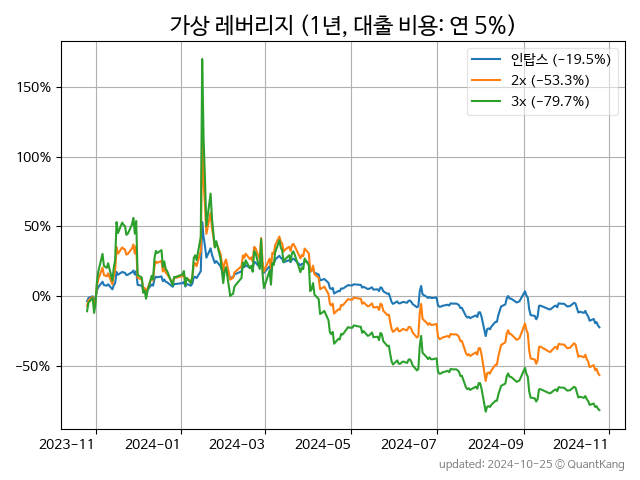 가상 레버리지 (1년, 대출 비용: 연 5%)
인탑스 (−19.5%)
2x (−53.3%)
3x (−79.7%)
150%
100%
50%
0%
−50%
2023-11 2024-01 2024-03 2024-05 2024-07 2024-09 2024-11
updated: 2024-10-25 © QuantKang